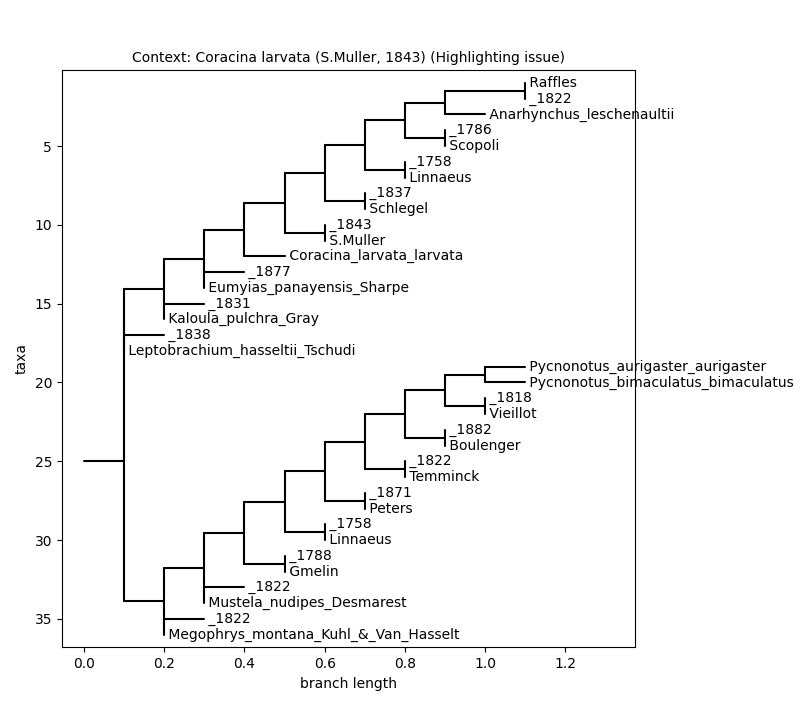 Context: Coracina larvata (S.Muller, 1843) (Highlighting issue)
Raffles
_1822
Anarhynchus_leschenaultii
_1786
Scopoli
_1758
Linnaeus
_1837
Schlegel
_1843
S.Muller
Coracina_larvata_larvata
_1877
Eumyias_panayensis_Sharpe
_1831
Kaloula_pulchra_Gray
_1838
Leptobrachium_hasseltii_Tschudi
Pycnonotus_aurigaster_aurigaster
Pycnonotus_bimaculatus_bimaculatus
_1818
Vieillot
_1882
Boulenger
_1822
Temminck
_1871
Peters
_1758
Linnaeus
_1788
Gmelin
_1822
Mustela_nudipes_Desmarest
_1822
Megophrys_montana_Kuhl_&_Van_Hasselt
5
10
15
20
25
30
35
taxa
0.0 0.2 0.4 0.6 0.8 1.0 1.2
branch length